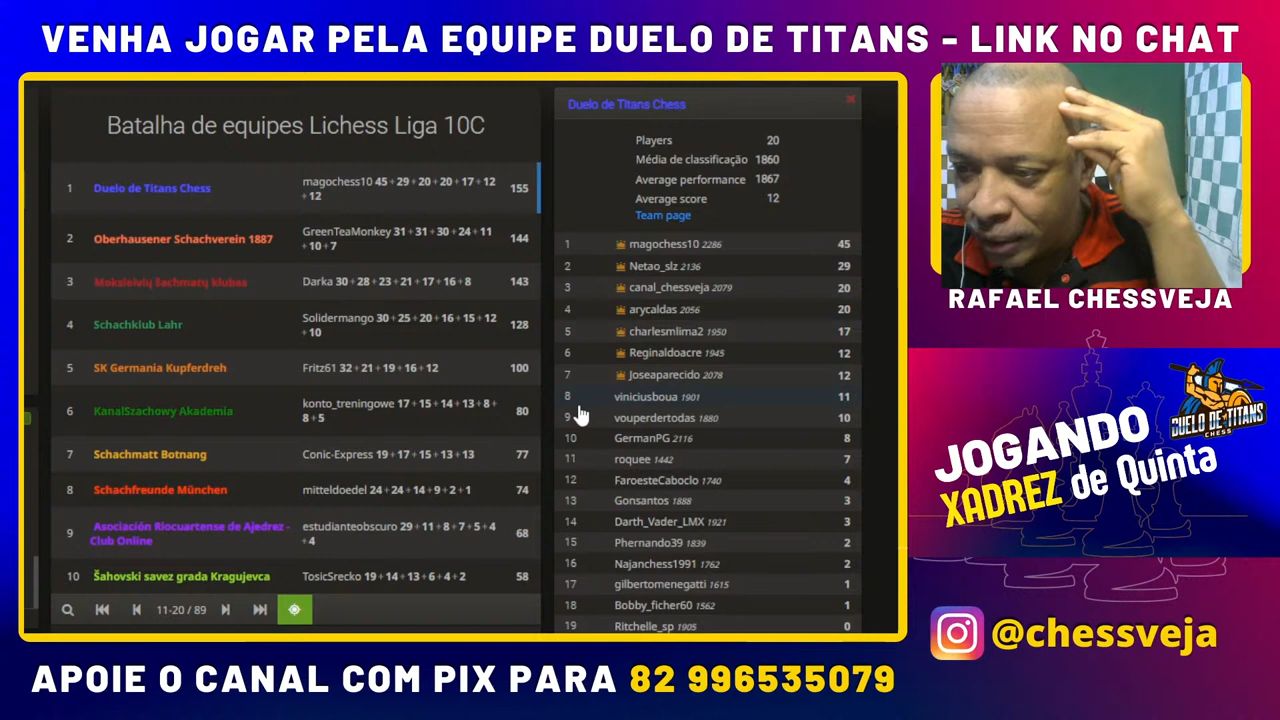 VENHA JOGAR PELA EQUIPE DUELO DE TITANS - LINK NO CHAT
Batalha de equipes Lichess Liga 10C
1 Duelo de Titans Chess magochess10 45+29+20+20+17+12 155
+12
2 Oberhausener Schachverein 1887 GreenTeaMonkey 31+31+30+24+11 144
+10+7
3 Moksleivių šachmatų klubas Darka 30+28+23+21+17+16+8 143
4 Schachklub Lahr Solidermango 30+25+20+16+15+12 128
+10
5 SK Germania Kupferdreh Fritz61 32+21+19+16+12 100
6 KanalSzachowy Akademia konto_treningowe 17+15+14+13+8+ 80
8+5
7 Schachmatt Botnang Conic-Express 19+17+15+13+13 77
8 Schachfreunde München mitteldoedel 24+24+14+9+2+1 74
9 Asociación Riocuartense de Ajedrez - estudianteobscuro 29+11+8+7+5+4 68
Club Online +4
10 Šahovski savez grada Kragujevca TosicSrecko 19+14+13+6+4+2 58
11-20 / 89
Duelo de Titans Chess
Players 20
Média de classificação 1860
Average performance 1867
Average score 12
Team page
1 magochess10 2286 45
2 Netao_slz 2136 29
3 canal_chessveja 2079 20
4 arycaldas 2056 20
5 charlesmlima2 1950 17
6 Reginaldoacre 1945 12
7 Joseaparecido 2078 12
8 viniciusboua 1901 11
9 vouperdertodas 1880 10
10 GermanPG 2116 8
11 roquee 1442 7
12 FaroesteCaboclo 1740 4
13 Gonsantos 1888 3
14 Darth_Vader_LMX 1921 3
15 Phernando39 1839 2
16 Najanchess1991 1762 2
17 gilbertomenegatti 1615 1
18 Bobby_ficher60 1562 1
19 Ritchelle_sp 1905 0
RAFAEL CHESSVEJA
DUELO DE TITANS
CHESS
JOGANDO
XADREZ de Quinta
@chessveja
APOIE O CANAL COM PIX PARA 82 996535079